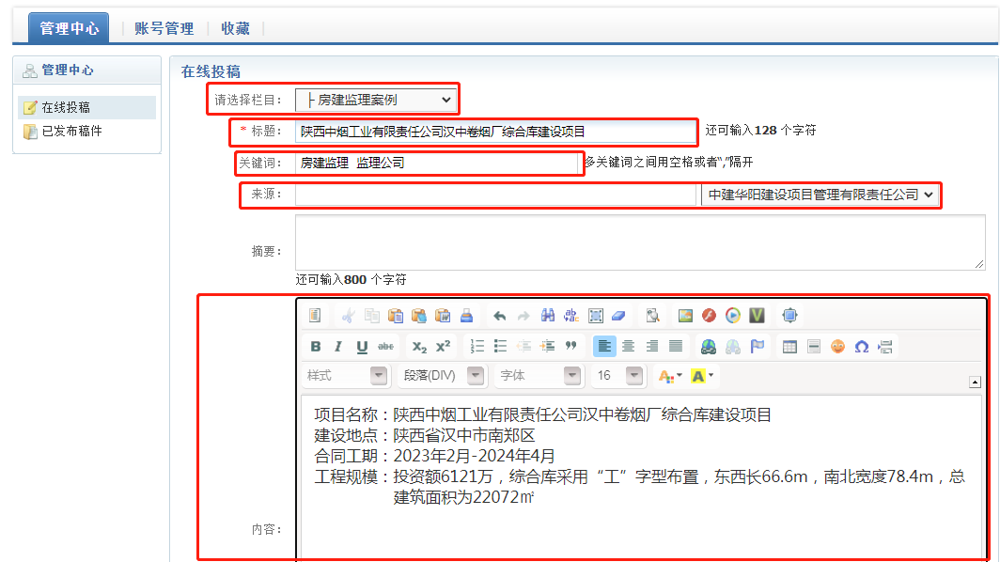 管理中心
账号管理
收藏
管理中心
在线投稿
已发布稿件
在线投稿
请选择栏目：
├ 房建监理案例
* 标题：
陕西中烟工业有限责任公司汉中卷烟厂综合库建设项目
还可输入128 个字符
关键词：
房建监理 监理公司
多关键词之间用空格或者“,”隔开
来源：
中建华阳建设项目管理有限责任公司
摘要：
还可输入800 个字符
B I U abc X₂ X²
样式
段落(DIV)
字体
16
A
A
项目名称：陕西中烟工业有限责任公司汉中卷烟厂综合库建设项目
建设地点：陕西省汉中市南郑区
合同工期：2023年2月-2024年4月
工程规模：投资额6121万，综合库采用“工”字型布置，东西长66.6m，南北宽度78.4m，总
建筑面积为22072㎡
内容：